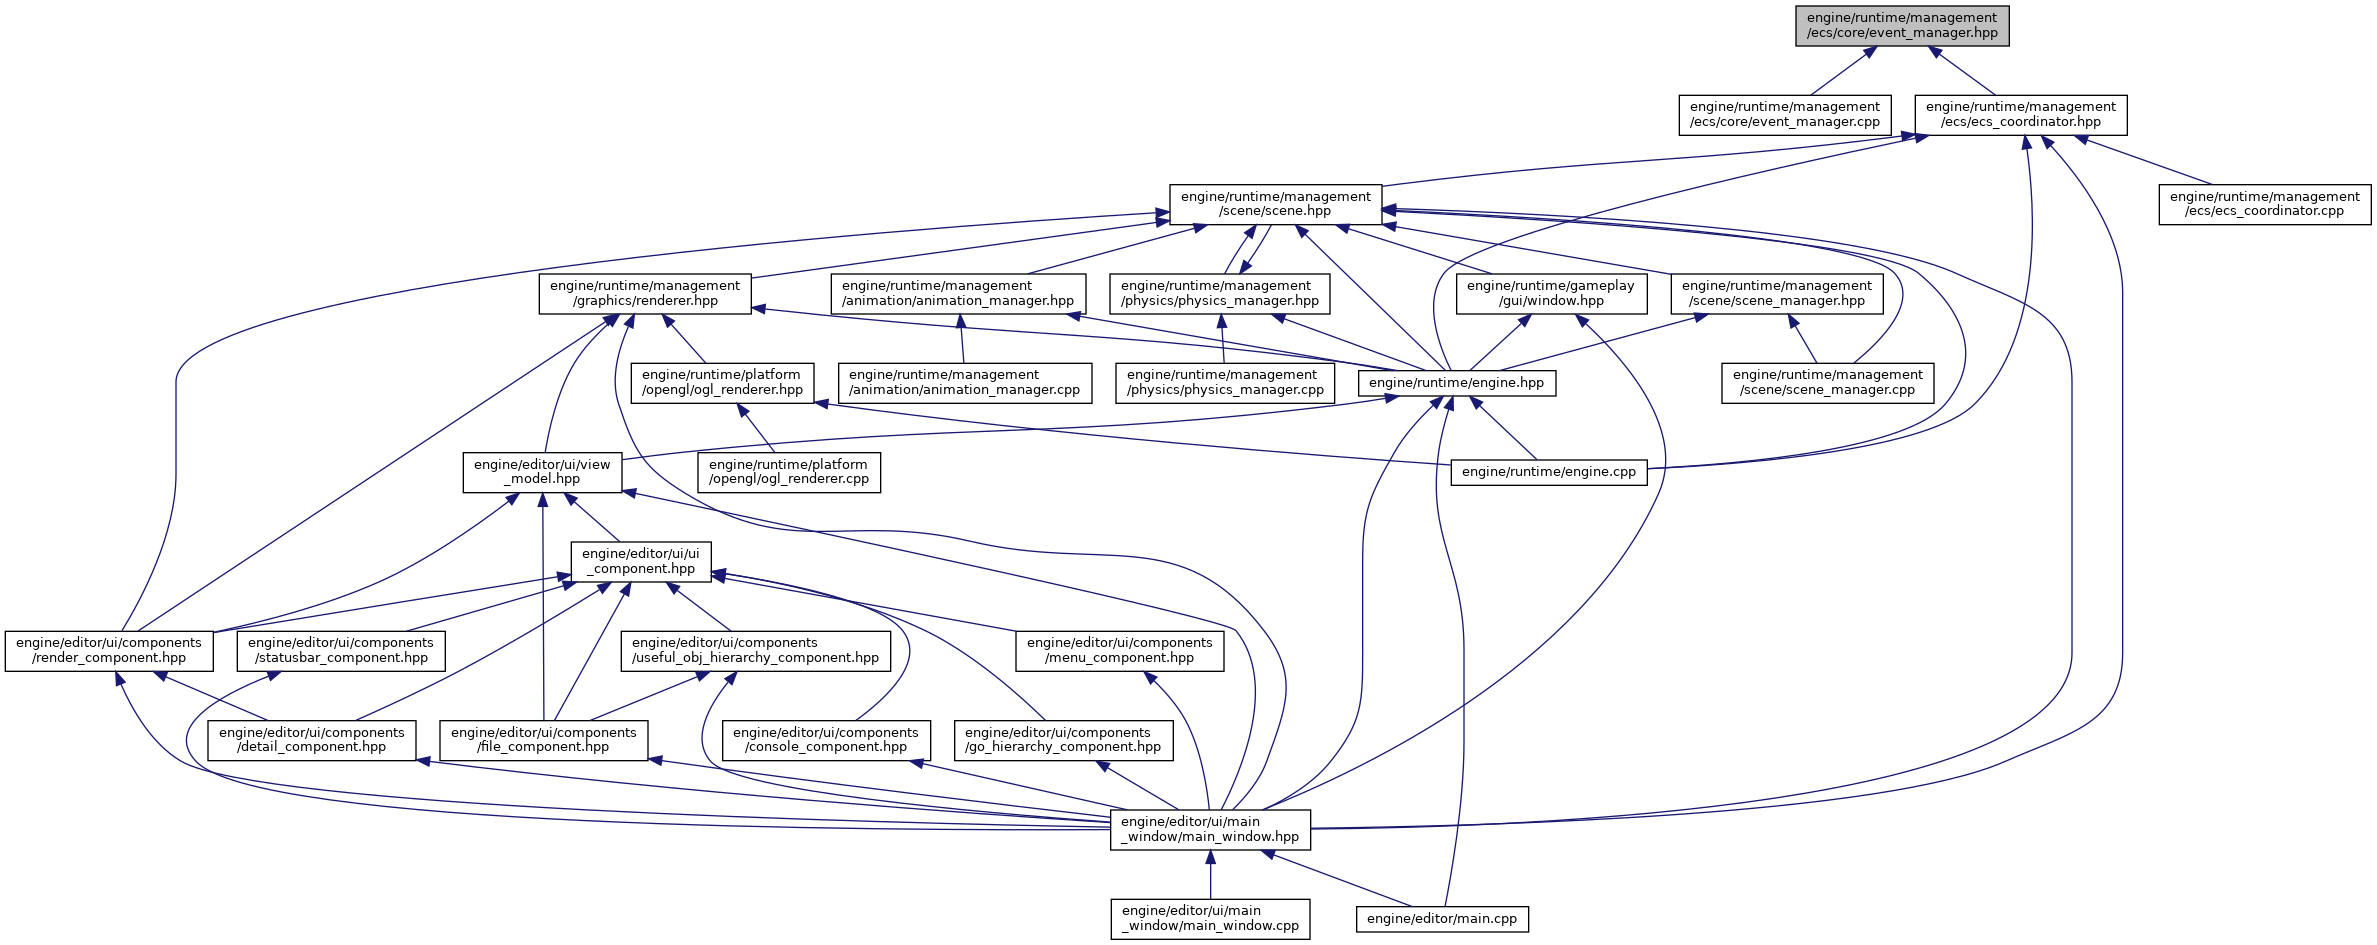 engine/runtime/management
/ecs/core/event_manager.hpp
engine/runtime/management
/ecs/core/event_manager.cpp
engine/runtime/management
/ecs/ecs_coordinator.hpp
engine/runtime/management
/scene/scene.hpp
engine/runtime/management
/ecs/ecs_coordinator.cpp
engine/runtime/management
/graphics/renderer.hpp
engine/runtime/management
/animation/animation_manager.hpp
engine/runtime/management
/physics/physics_manager.hpp
engine/runtime/gameplay
/gui/window.hpp
engine/runtime/management
/scene/scene_manager.hpp
engine/runtime/platform
/opengl/ogl_renderer.hpp
engine/runtime/management
/animation/animation_manager.cpp
engine/runtime/management
/physics/physics_manager.cpp
engine/runtime/engine.hpp
engine/runtime/management
/scene/scene_manager.cpp
engine/editor/ui/view
_model.hpp
engine/runtime/platform
/opengl/ogl_renderer.cpp
engine/runtime/engine.cpp
engine/editor/ui/ui
_component.hpp
engine/editor/ui/components
/render_component.hpp
engine/editor/ui/components
/statusbar_component.hpp
engine/editor/ui/components
/useful_obj_hierarchy_component.hpp
engine/editor/ui/components
/menu_component.hpp
engine/editor/ui/components
/detail_component.hpp
engine/editor/ui/components
/file_component.hpp
engine/editor/ui/components
/console_component.hpp
engine/editor/ui/components
/go_hierarchy_component.hpp
engine/editor/ui/main
_window/main_window.hpp
engine/editor/ui/main
_window/main_window.cpp
engine/editor/main.cpp